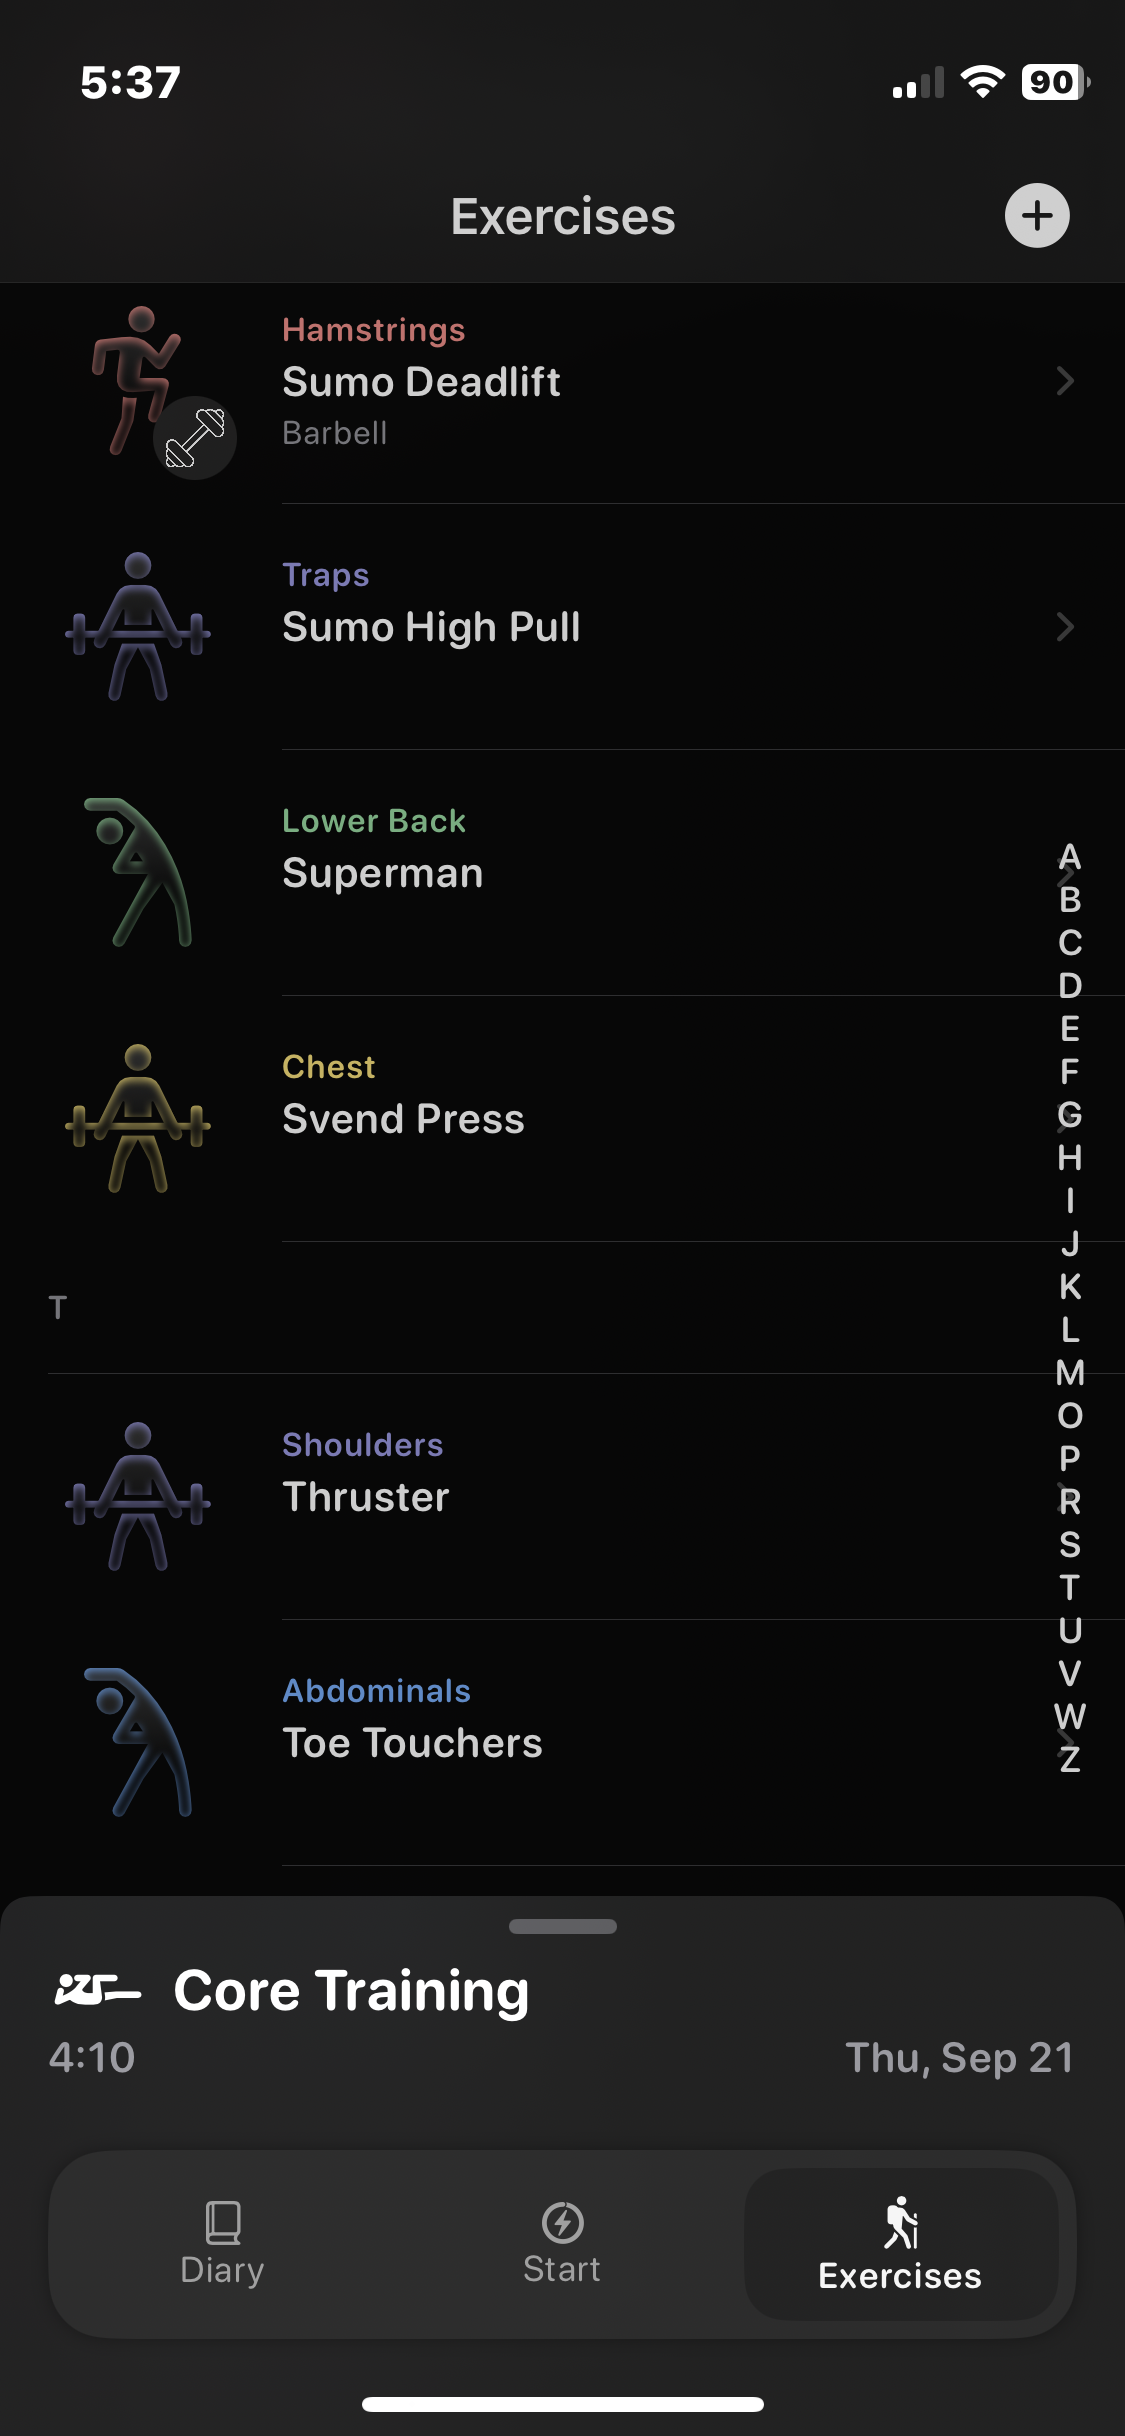 5:37
90
Exercises
Hamstrings
Sumo Deadlift
Barbell
Traps
Sumo High Pull
Lower Back
Superman
Chest
Svend Press
T
Shoulders
Thruster
Abdominals
Toe Touchers
A
B
C
D
E
F
G
H
I
J
K
L
M
O
P
R
S
T
U
V
W
Z
Core Training
4:10
Thu, Sep 21
Diary
Start
Exercises